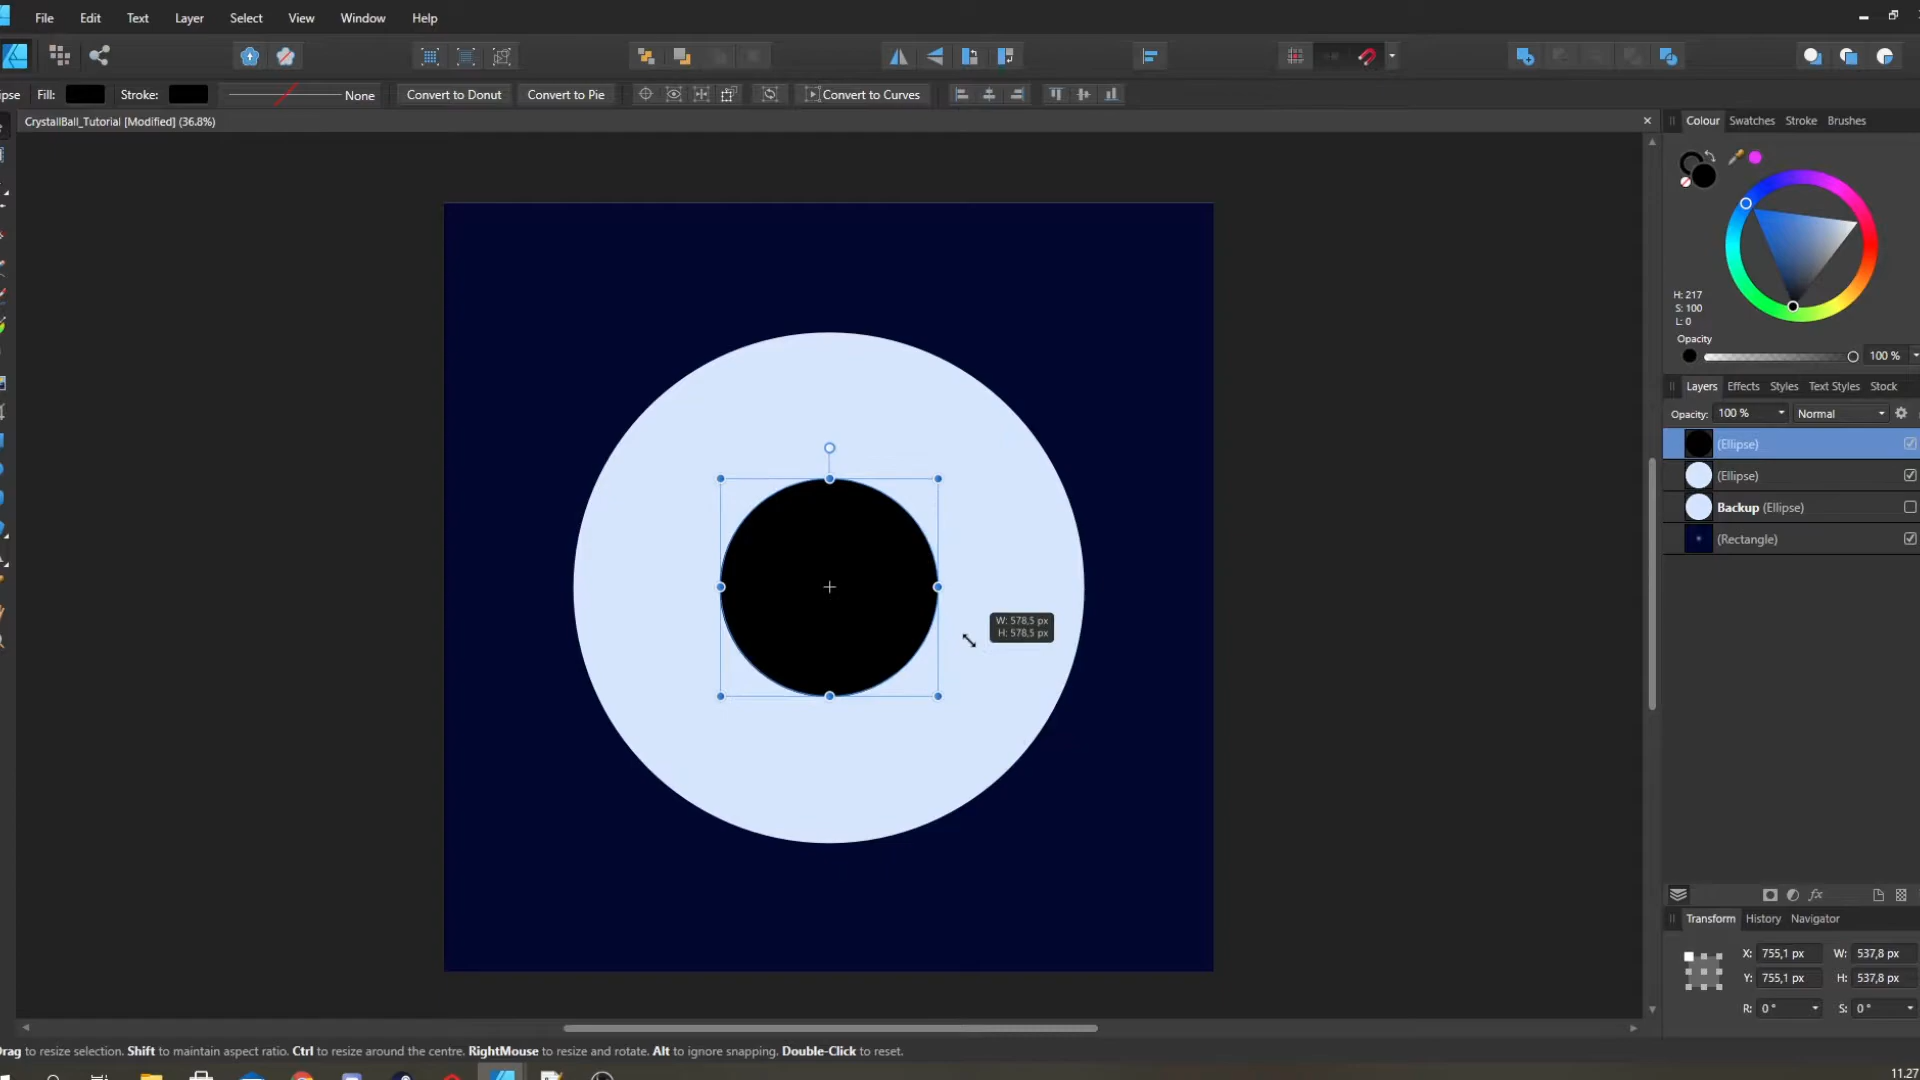 File Edit Text Layer Select View Window Help
Fill: Stroke: None Convert to Donut Convert to Pie Convert to Curves
CrystallBall_Tutorial [Modified] (36.8%)
Colour Swatches Stroke Brushes
H: 217
S: 100
L: 0
Opacity
100 %
Layers Effects Styles Text Styles Stock
Opacity: 100 % Normal
(Ellipse)
(Ellipse)
Backup (Ellipse)
(Rectangle)
W: 578,5 px
H: 578,5 px
fx
Transform History Navigator
X: 755,1 px W: 537,8 px
Y: 755,1 px H: 537,8 px
R: 0 ° S: 0 °
Drag to resize selection. Shift to maintain aspect ratio. Ctrl to resize around the centre. RightMouse to resize and rotate. Alt to ignore snapping. Double-Click to reset.
11.27